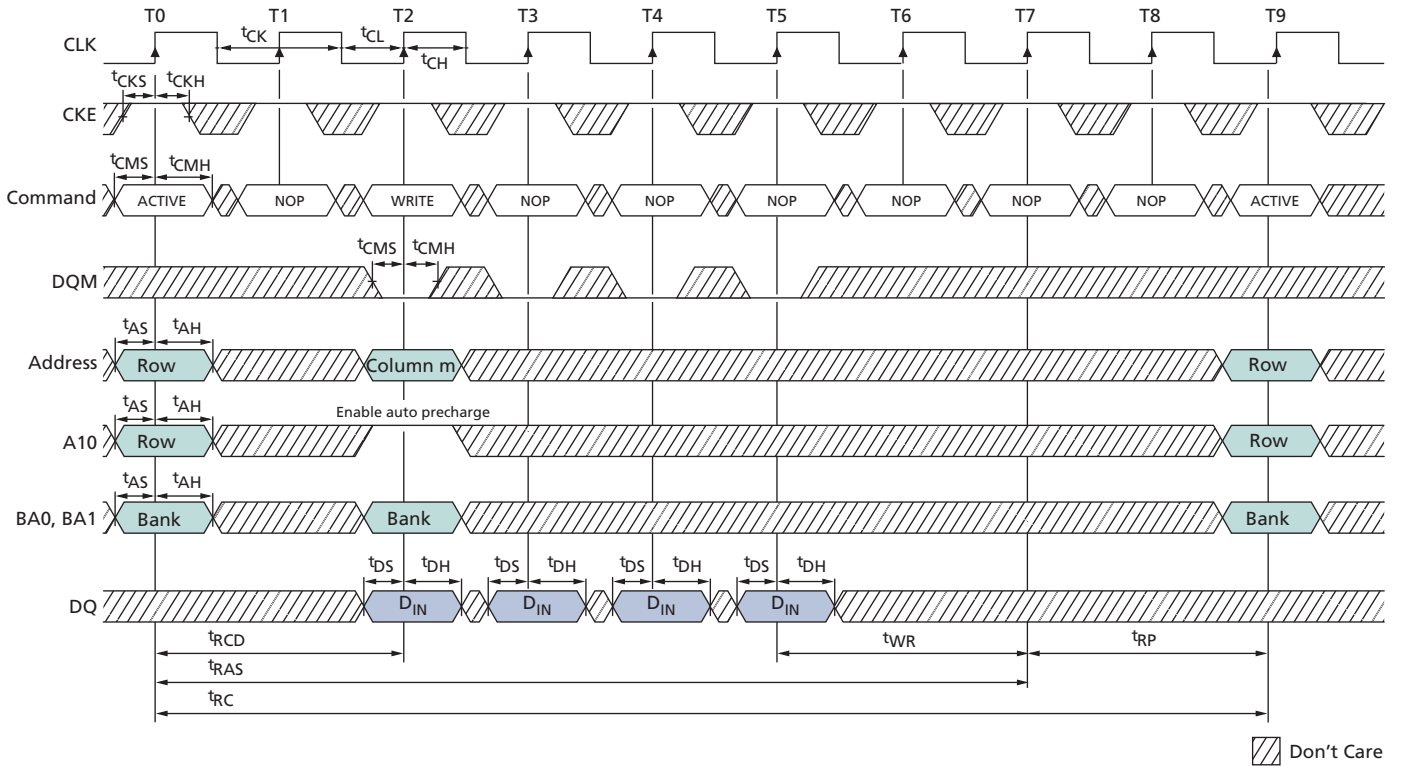 T0 T1 T2 T3 T4 T5 T6 T7 T8 T9
CLK tCK tCL tCH
tCKS tCKH
CKE
tCMS tCMH
Command ACTIVE NOP WRITE NOP NOP NOP NOP NOP NOP ACTIVE
tCMS tCMH
DQM
tAS tAH
Address Row Column m Row
tAS tAH Enable auto precharge
A10 Row Row
tAS tAH
BA0, BA1 Bank Bank Bank
tDS tDH tDS tDH tDS tDH tDS tDH
DQ DIN DIN DIN DIN
tRCD tWR tRP
tRAS
tRC
Don't Care